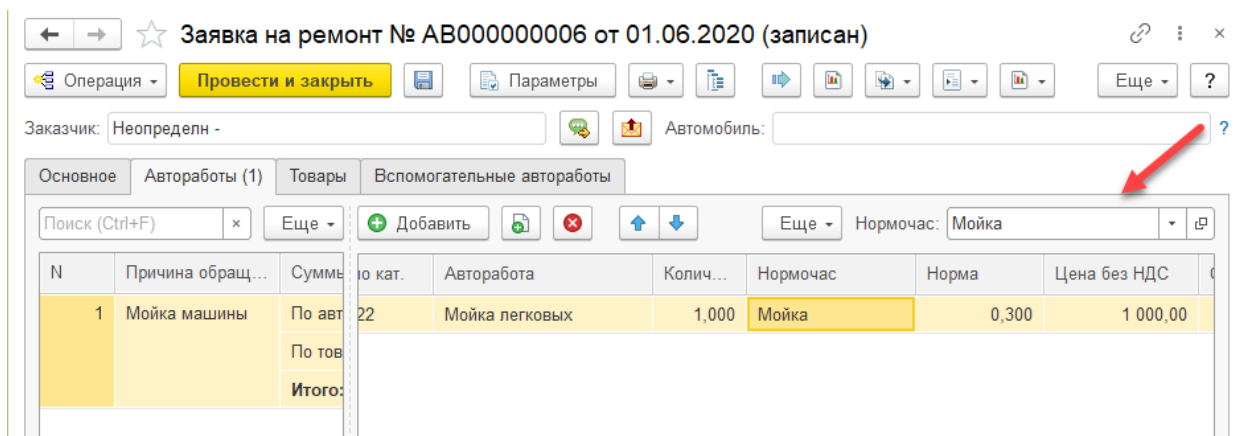 Заявка на ремонт № АВ000000006 от 01.06.2020 (записан)
Операция Провести и закрыть Параметры Еще ?
Заказчик: Неопределн - Автомобиль: ?
Основное Автоработы (1) Товары Вспомогательные автоработы
Поиск (Ctrl+F) × Еще Добавить Еще Нормочас: Мойка
N Причина обращ... Суммы по кат. Авторабота Колич... Нормочас Норма Цена без НДС
1 Мойка машины По авт 22 Мойка легковых 1,000 Мойка 0,300 1 000,00
По тов
Итого: